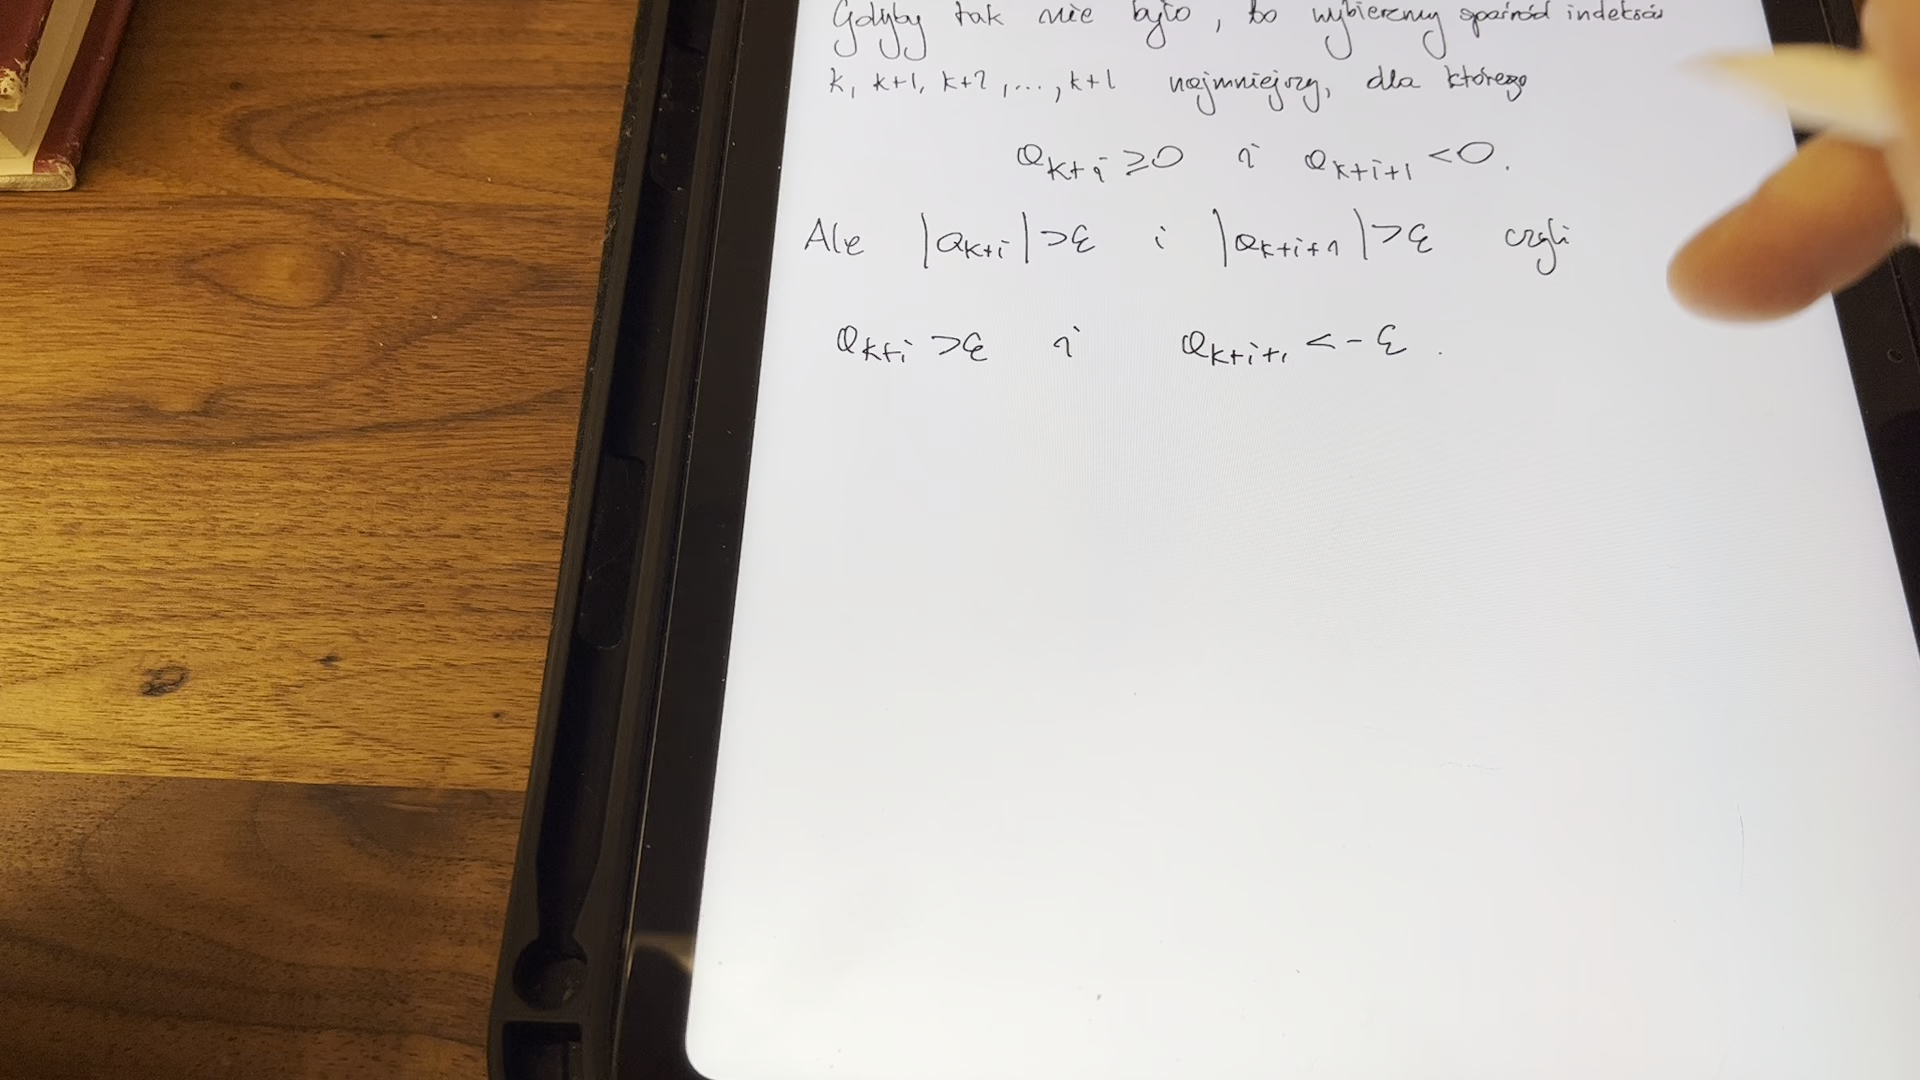 Gdyby tak nie było, to wybierzmy spośród indeksów
k, k+1, k+2, ..., k+l najmniejszy, dla którego
a_{k+i} ≥ 0 i a_{k+i+1} < 0.
Ale |a_{k+i}| > ε i |a_{k+i+1}| > ε czyli
a_{k+i} > ε i a_{k+i+1} < -ε.